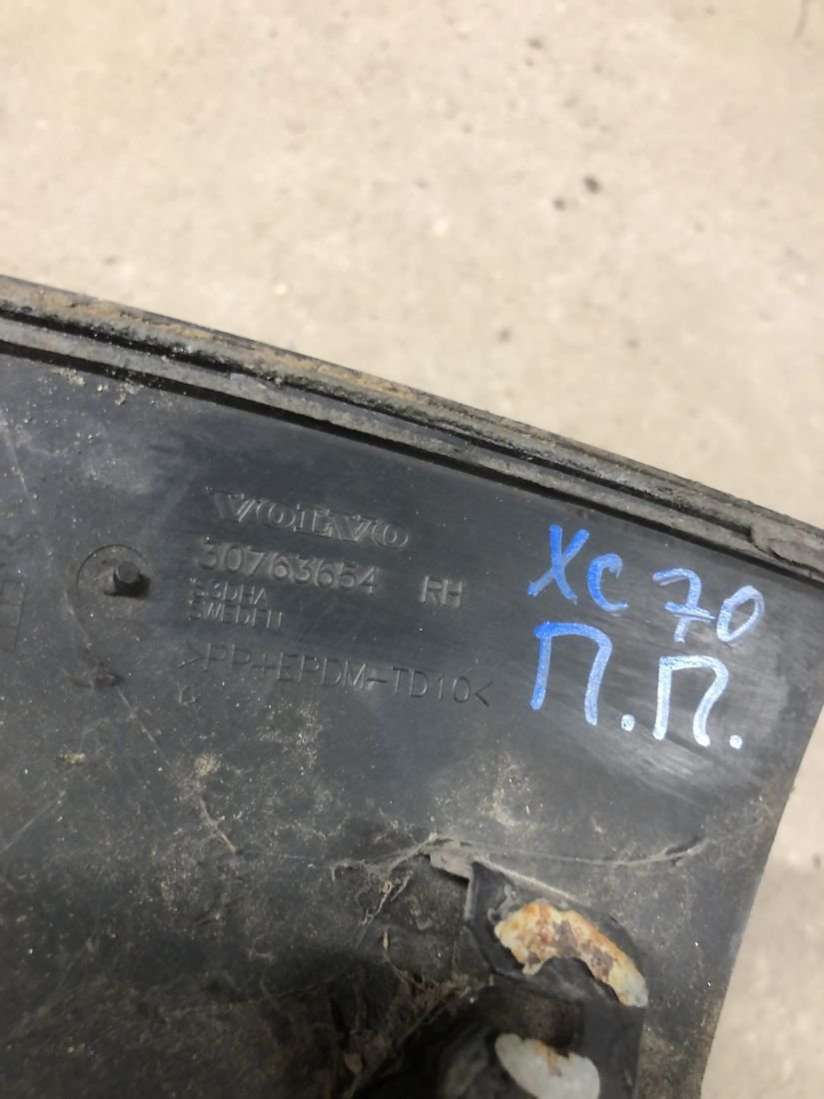 VOLVO
30763654 RH
SWEDEN
>PP+EPDM-TD10<
XC 70
П.П.